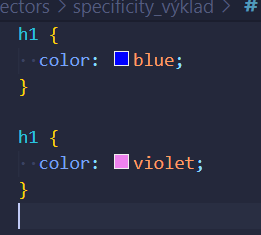 ectors > specificity_výklad > #
h1 {
color: blue;
}
h1 {
color: violet;
}